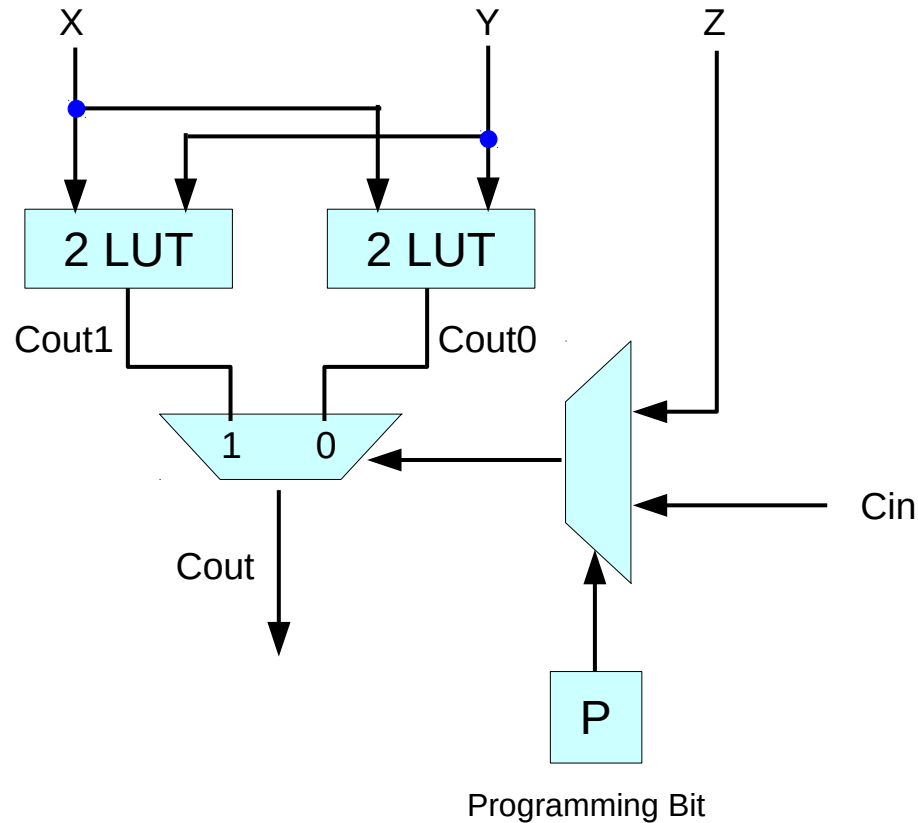 X
Y
Z
2 LUT
2 LUT
Cout1
Cout0
1
0
Cin
Cout
P
Programming Bit